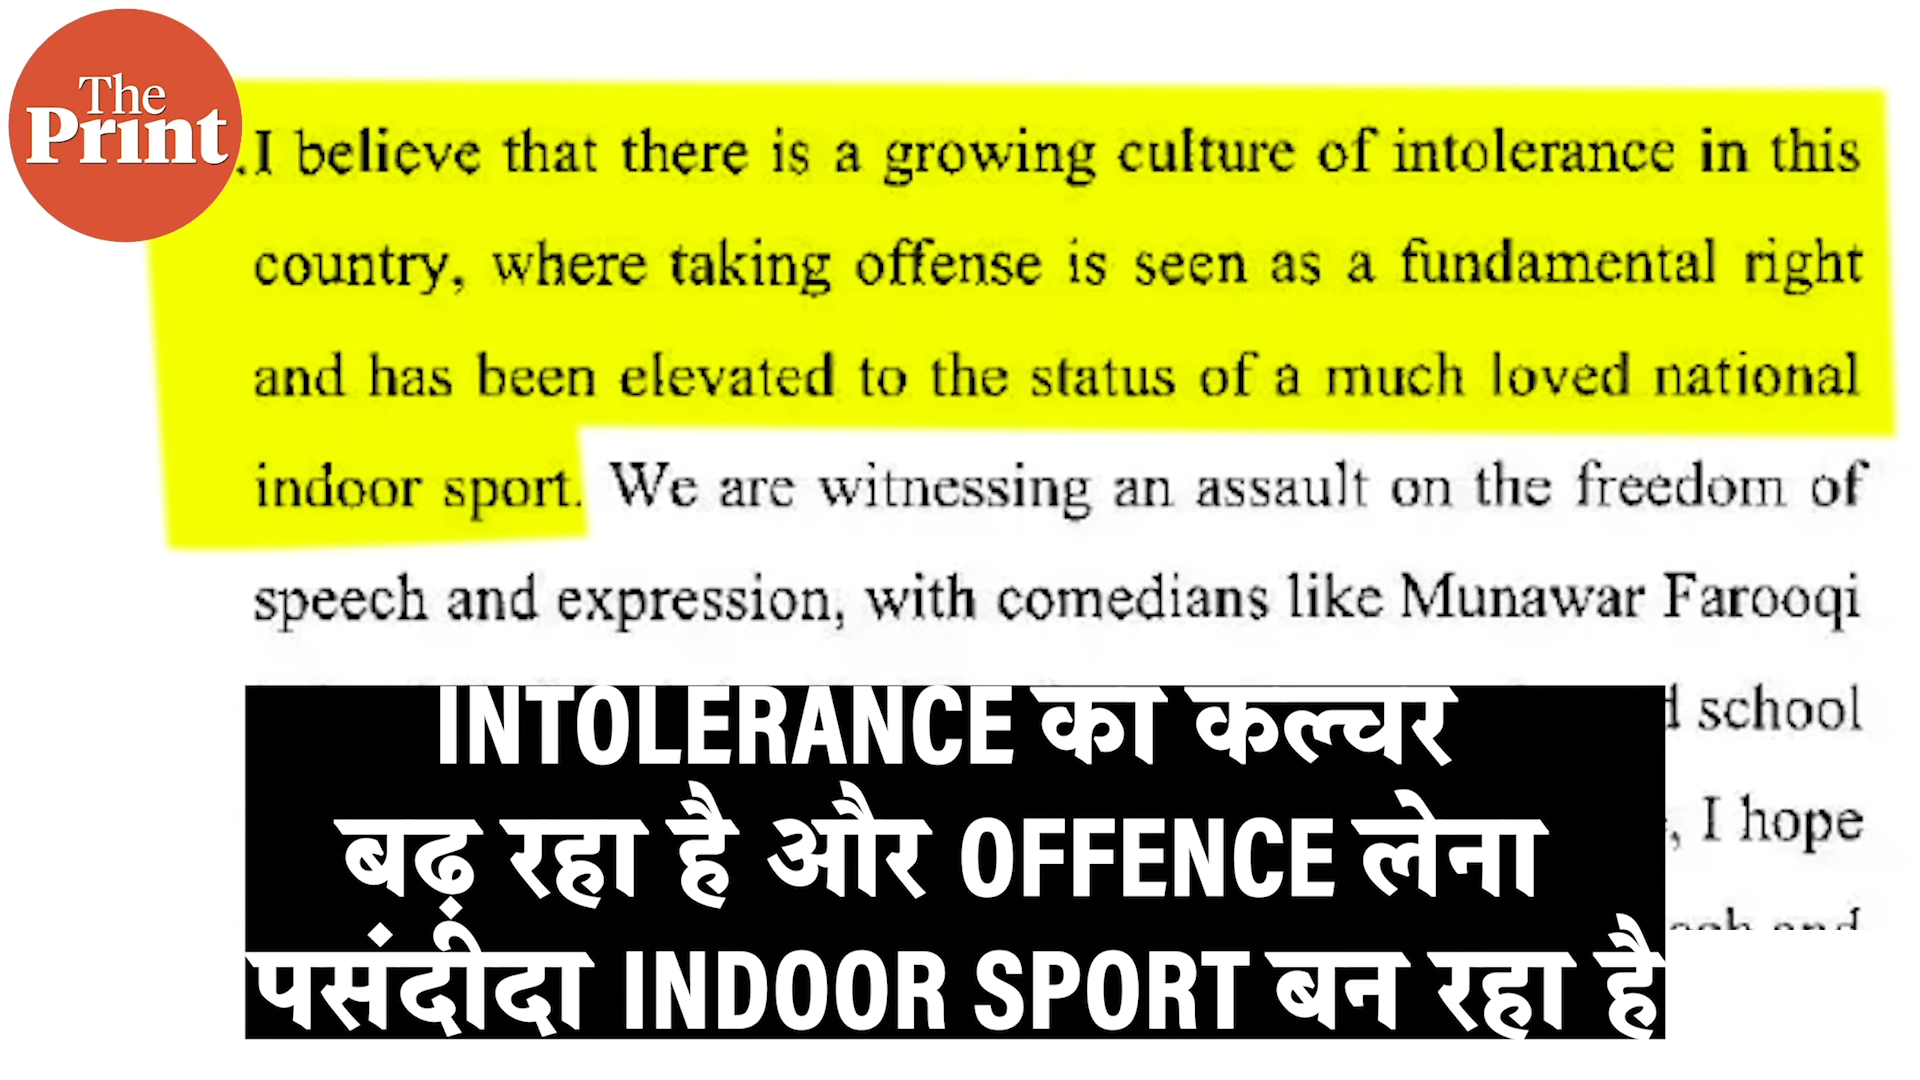 The
Print
.I believe that there is a growing culture of intolerance in this
country, where taking offense is seen as a fundamental right
and has been elevated to the status of a much loved national
indoor sport. We are witnessing an assault on the freedom of
speech and expression, with comedians like Munawar Farooqi
school
, I hope
and
INTOLERANCE का कल्चर
बढ़ रहा है और OFFENCE लेना
पसंदीदा INDOOR SPORT बन रहा है